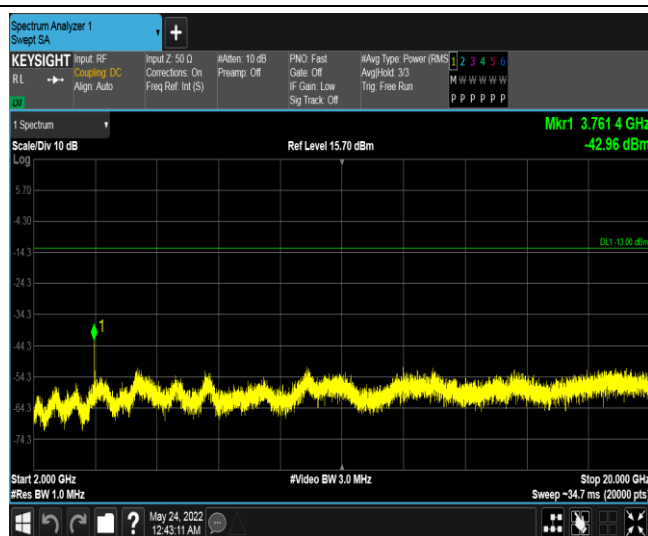 Spectrum Analyzer 1
Swept SA
+
KEYSIGHT
RL
LXI
Input: RF
Coupling: DC
Align: Auto
Input Z: 50 Ω
Corrections: On
Freq Ref: Int (S)
#Atten: 10 dB
Preamp: Off
PNO: Fast
Gate: Off
IF Gain: Low
Sig Track: Off
#Avg Type: Power (RMS
Avg|Hold: 3/3
Trig: Free Run
1 2 3 4 5 6
M W W W W W
P P P P P P
1 Spectrum
Scale/Div 10 dB
Log
Ref Level 15.70 dBm
Mkr1 3.761 4 GHz
-42.96 dBm
5.70
-4.30
-14.3
-24.3
-34.3
-44.3
-54.3
-64.3
-74.3
DL1 -13.00 dBm
1
Start 2.000 GHz
#Res BW 1.0 MHz
#Video BW 3.0 MHz
Stop 20.000 GHz
Sweep ~34.7 ms (20000 pts)
?
May 24, 2022
12:43:11 AM